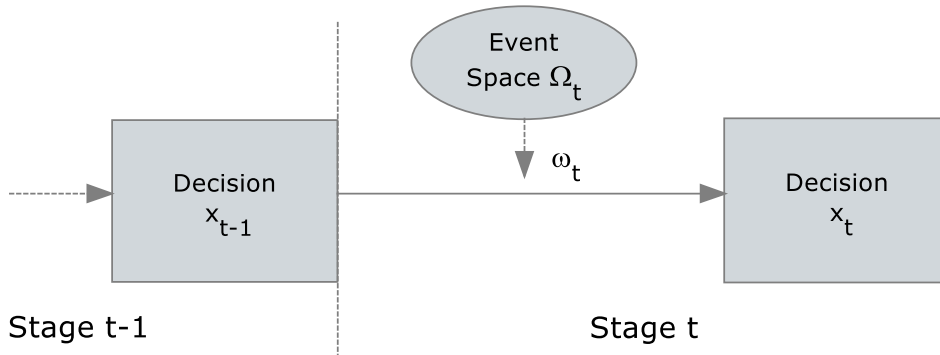 Event
Space Ωt
ωt
Decision
xt-1
Decision
xt
Stage t-1
Stage t